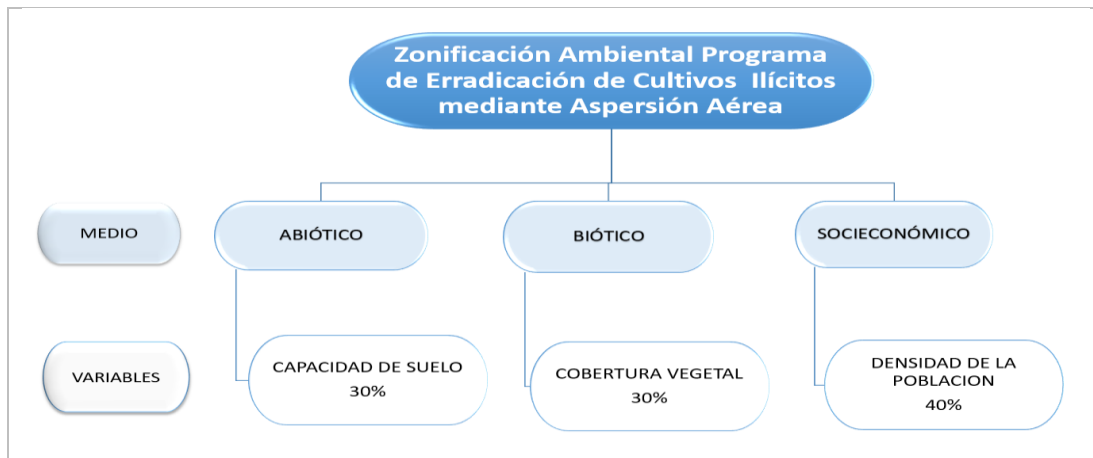 Zonificación Ambiental Programa
de Erradicación de Cultivos Ilícitos
mediante Aspersión Aérea
MEDIO
ABIÓTICO
BIÓTICO
SOCIECONÓMICO
VARIABLES
CAPACIDAD DE SUELO
30%
COBERTURA VEGETAL
30%
DENSIDAD DE LA
POBLACION
40%